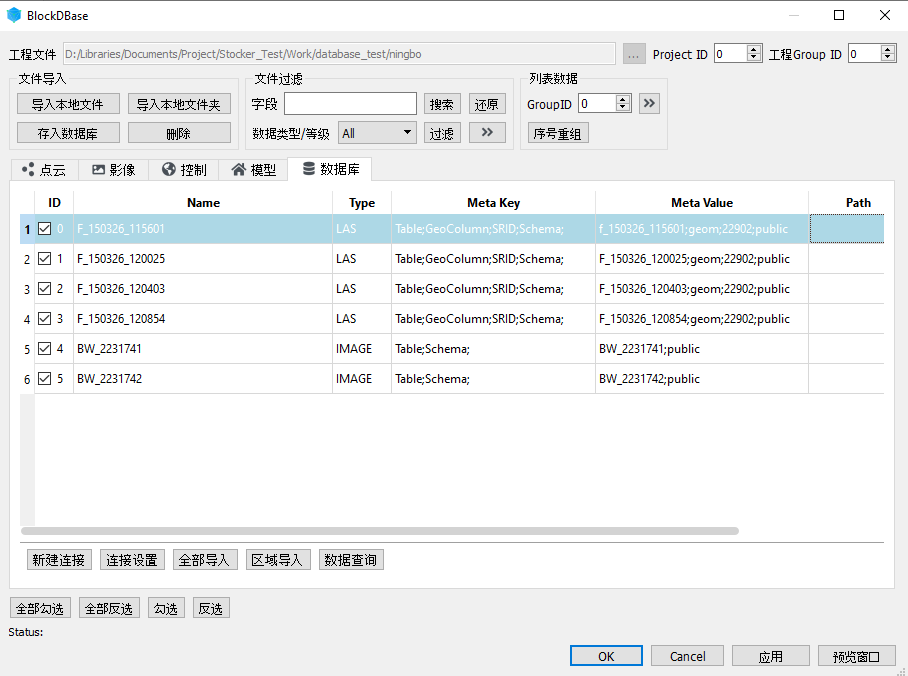 BlockDBase
工程文件 D:/Libraries/Documents/Project/Stocker_Test/Work/database_test/ningbo ... Project ID 0 工程Group ID 0
文件导入 文件过滤 列表数据
导入本地文件 导入本地文件夹 字段 搜索 还原 GroupID 0 >>
存入数据库 删除 数据类型/等级 All 过滤 >> 序号重组
点云 影像 控制 模型 数据库
ID Name Type Meta Key Meta Value Path
1 0 F_150326_115601 LAS Table;GeoColumn;SRID;Schema; f_150326_115601;geom;22902;public
2 1 F_150326_120025 LAS Table;GeoColumn;SRID;Schema; F_150326_120025;geom;22902;public
3 2 F_150326_120403 LAS Table;GeoColumn;SRID;Schema; F_150326_120403;geom;22902;public
4 3 F_150326_120854 LAS Table;GeoColumn;SRID;Schema; F_150326_120854;geom;22902;public
5 4 BW_2231741 IMAGE Table;Schema; BW_2231741;public
6 5 BW_2231742 IMAGE Table;Schema; BW_2231742;public
新建连接 连接设置 全部导入 区域导入 数据查询
全部勾选 全部反选 勾选 反选
Status:
OK Cancel 应用 预览窗口